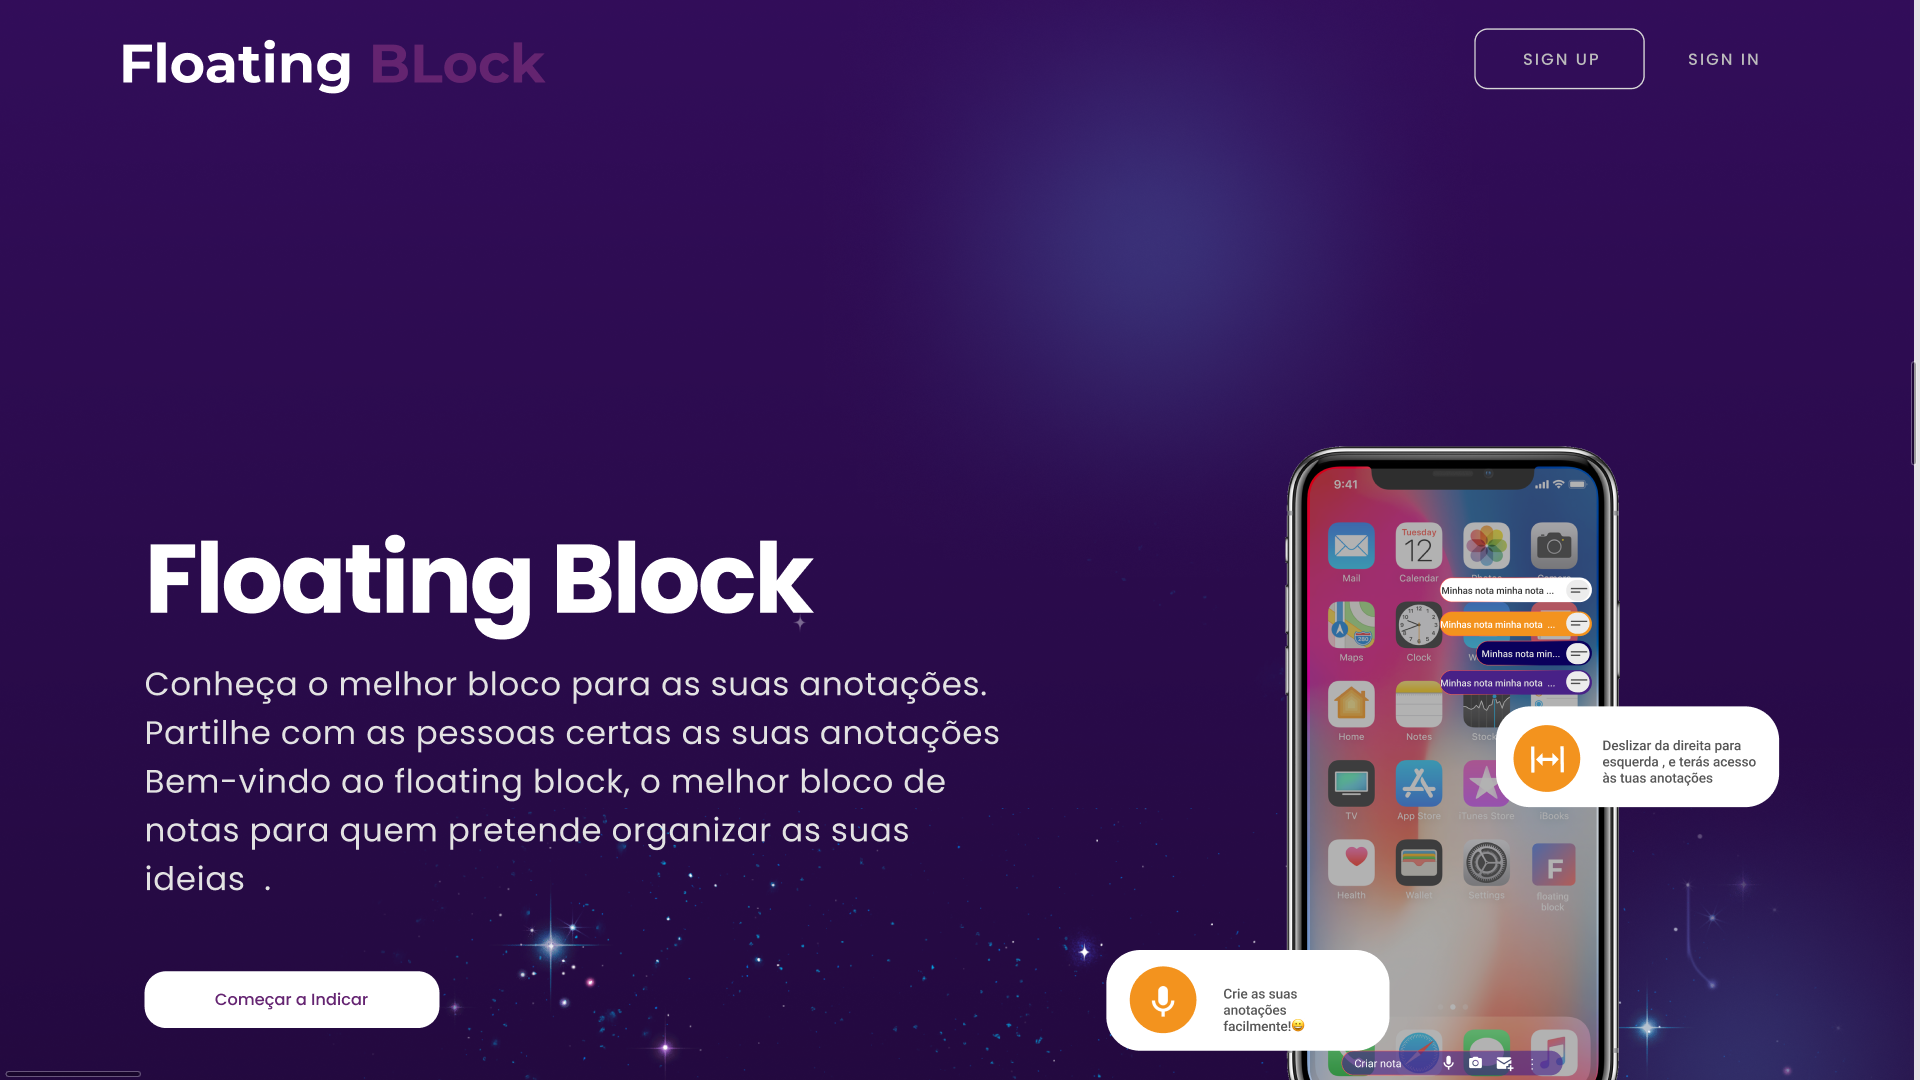 Floating BLock
SIGN UP
SIGN IN
Floating Block
Conheça o melhor bloco para as suas anotações.
Partilhe com as pessoas certas as suas anotações
Bem-vindo ao floating block, o melhor bloco de
notas para quem pretende organizar as suas
ideias .
Começar a Indicar
9:41
Tuesday
12
Mail
Calendar
Minhas nota minha nota ...
Minhas nota minha nota ...
Minhas nota min...
Minhas nota minha nota ...
280
Maps
Clock
Home
Notes
Deslizar da direita para
esquerda , e terás acesso
às tuas anotações
TV
App Store
iTunes Store
iBooks
F
Health
Wallet
Settings
floating
block
Crie as suas
anotações
facilmente!😄
Criar nota